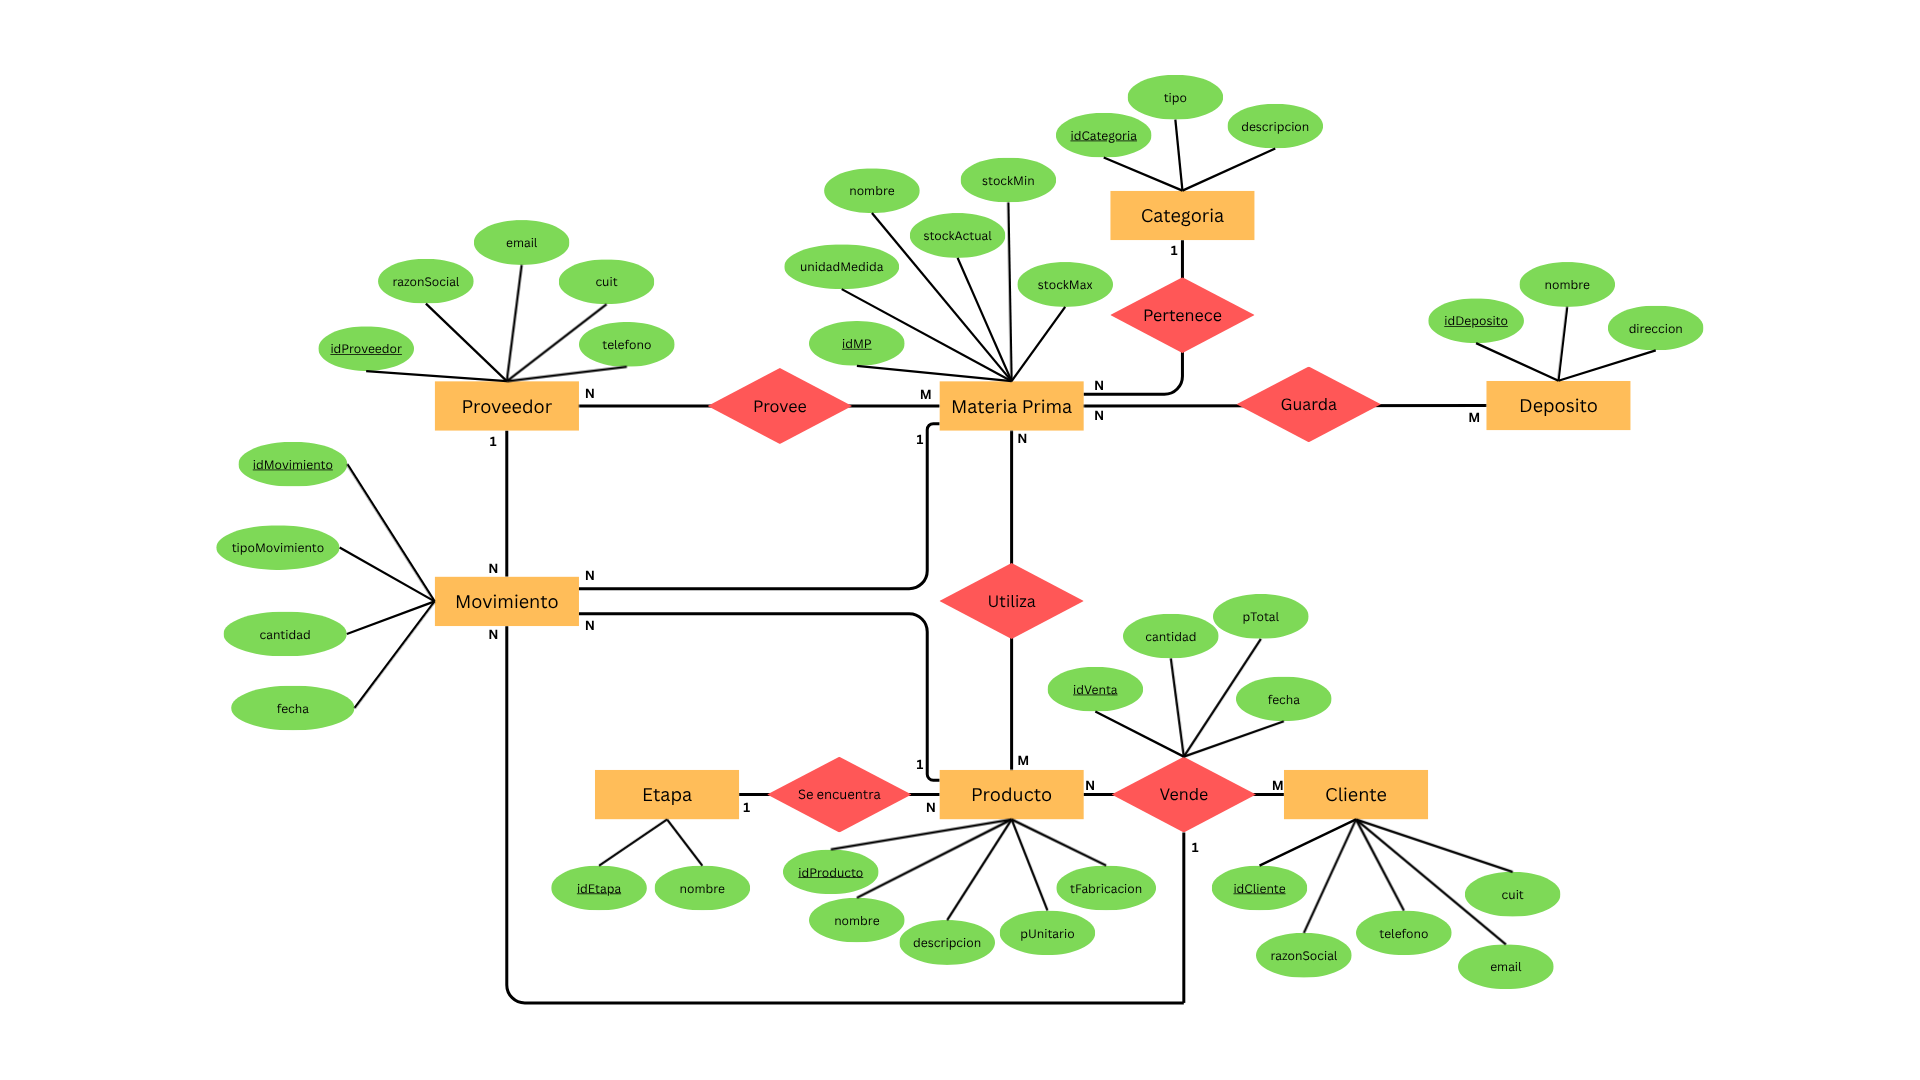 tipo
idCategoria
descripcion
Categoria
1
Pertenece
N
nombre
stockMin
stockActual
unidadMedida
stockMax
idMP
Materia Prima
email
razonSocial
cuit
idProveedor
telefono
Proveedor
N
Provee
M
N
Guarda
M
nombre
idDeposito
direccion
Deposito
1
1
N
idMovimiento
tipoMovimiento
cantidad
fecha
N
N
Movimiento
N
N
Utiliza
M
1
pTotal
cantidad
idVenta
fecha
Etapa
1
Se encuentra
N
Producto
N
Vende
M
Cliente
1
idEtapa
nombre
idProducto
nombre
descripcion
pUnitario
tFabricacion
idCliente
razonSocial
telefono
email
cuit